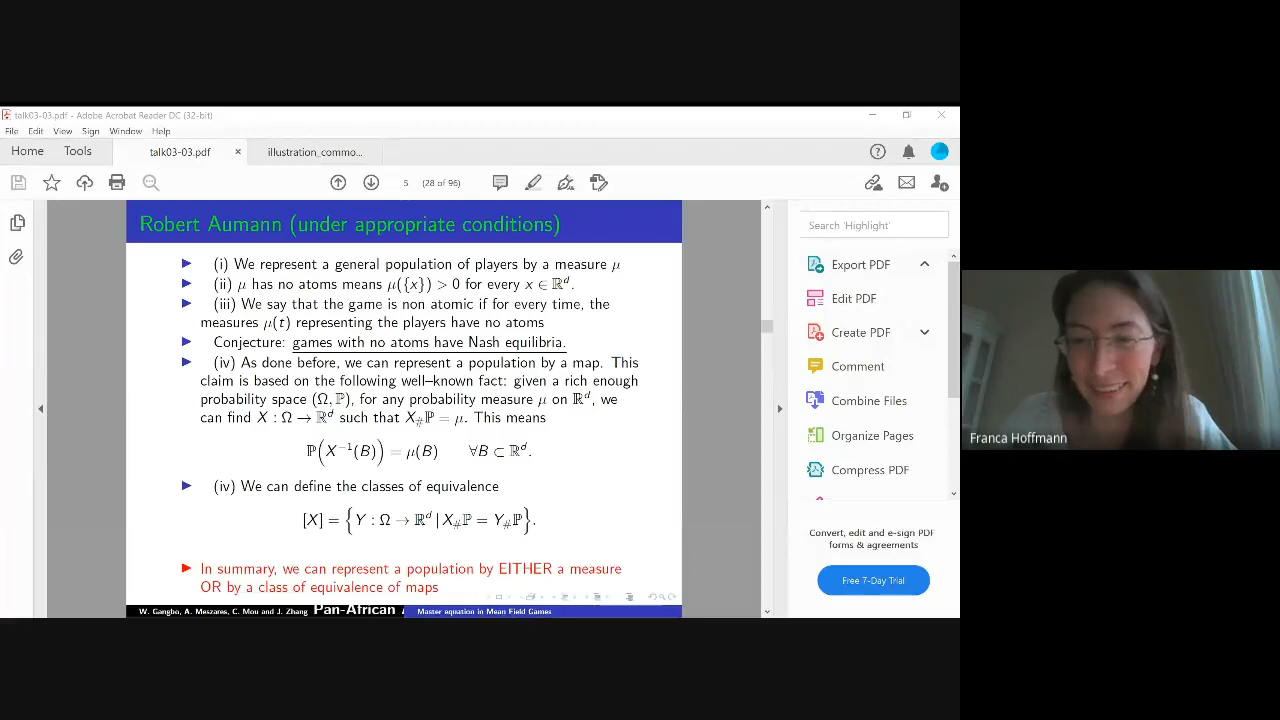 talk03-03.pdf - Adobe Acrobat Reader DC (32-bit)
File Edit View Sign Window Help
Home Tools talk03-03.pdf × illustration_commo...
5 (28 of 96)
Robert Aumann (under appropriate conditions)
(i) We represent a general population of players by a measure μ
(ii) μ has no atoms means μ({x}) > 0 for every x ∈ ℝᵈ.
(iii) We say that the game is non atomic if for every time, the
measures μ(t) representing the players have no atoms
Conjecture: games with no atoms have Nash equilibria.
(iv) As done before, we can represent a population by a map. This
claim is based on the following well–known fact: given a rich enough
probability space (Ω, ℙ), for any probability measure μ on ℝᵈ, we
can find X : Ω → ℝᵈ such that X#ℙ = μ. This means
ℙ(X⁻¹(B)) = μ(B) ∀B ⊂ ℝᵈ.
(iv) We can define the classes of equivalence
[X] = {Y : Ω → ℝᵈ | X#ℙ = Y#ℙ}.
In summary, we can represent a population by EITHER a measure
OR by a class of equivalence of maps
W. Gangbo, A. Meszares, C. Mou and J. Zhang Pan-African Master equation in Mean Field Games
Search 'Highlight'
Export PDF
Edit PDF
Create PDF
Comment
Combine Files
Organize Pages
Compress PDF
Convert, edit and e-sign PDF
forms & agreements
Free 7-Day Trial
Franca Hoffmann